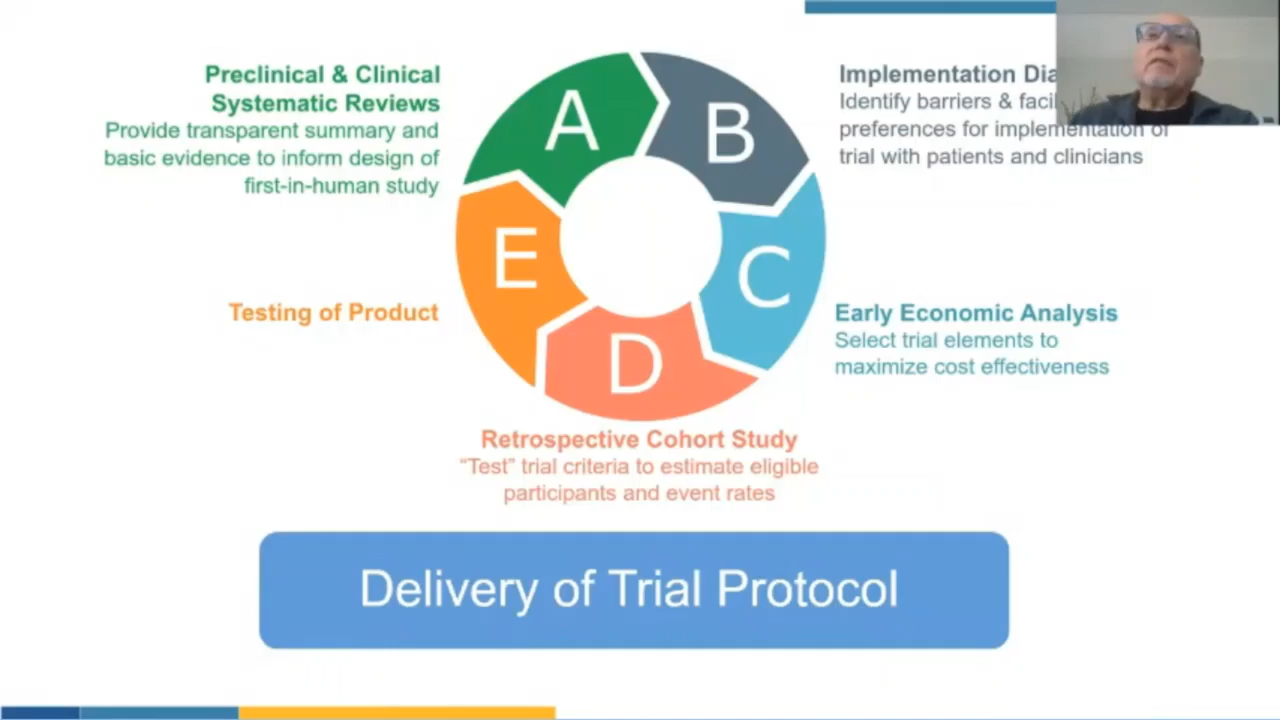 Preclinical & Clinical
Systematic Reviews
Provide transparent summary and
basic evidence to inform design of
first-in-human study
A
B
Implementation
Identify barriers &
preferences for implementation of
trial with patients and clinicians
E
C
Testing of Product
Early Economic Analysis
Select trial elements to
maximize cost effectiveness
D
Retrospective Cohort Study
“Test” trial criteria to estimate eligible
participants and event rates
Delivery of Trial Protocol